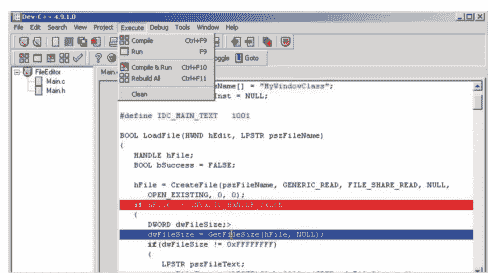 Dev-C++ 4.9.1.0
File Edit Search View Project Execute Debug Tools Window Help
Compile Ctrl+F9
Run F9
Compile & Run Ctrl+F10
Rebuild All Ctrl+F11
Clean
Toggle Goto
FileEditor
Main.c
Main.h
Name[] = "MyWindowClass";
nst = NULL;
#define IDC_MAIN_TEXT 1001
BOOL LoadFile(HWND hEdit, LPSTR pszFileName)
{
HANDLE hFile;
BOOL bSuccess = FALSE;
hFile = CreateFile(pszFileName, GENERIC_READ, FILE_SHARE_READ, NULL,
OPEN_EXISTING, 0, 0);
{
DWORD dwFileSize;>
dwFileSize = GetFileSize(hFile, NULL);
if(dwFileSize != 0xFFFFFFFF)
{
LPSTR pszFileText;